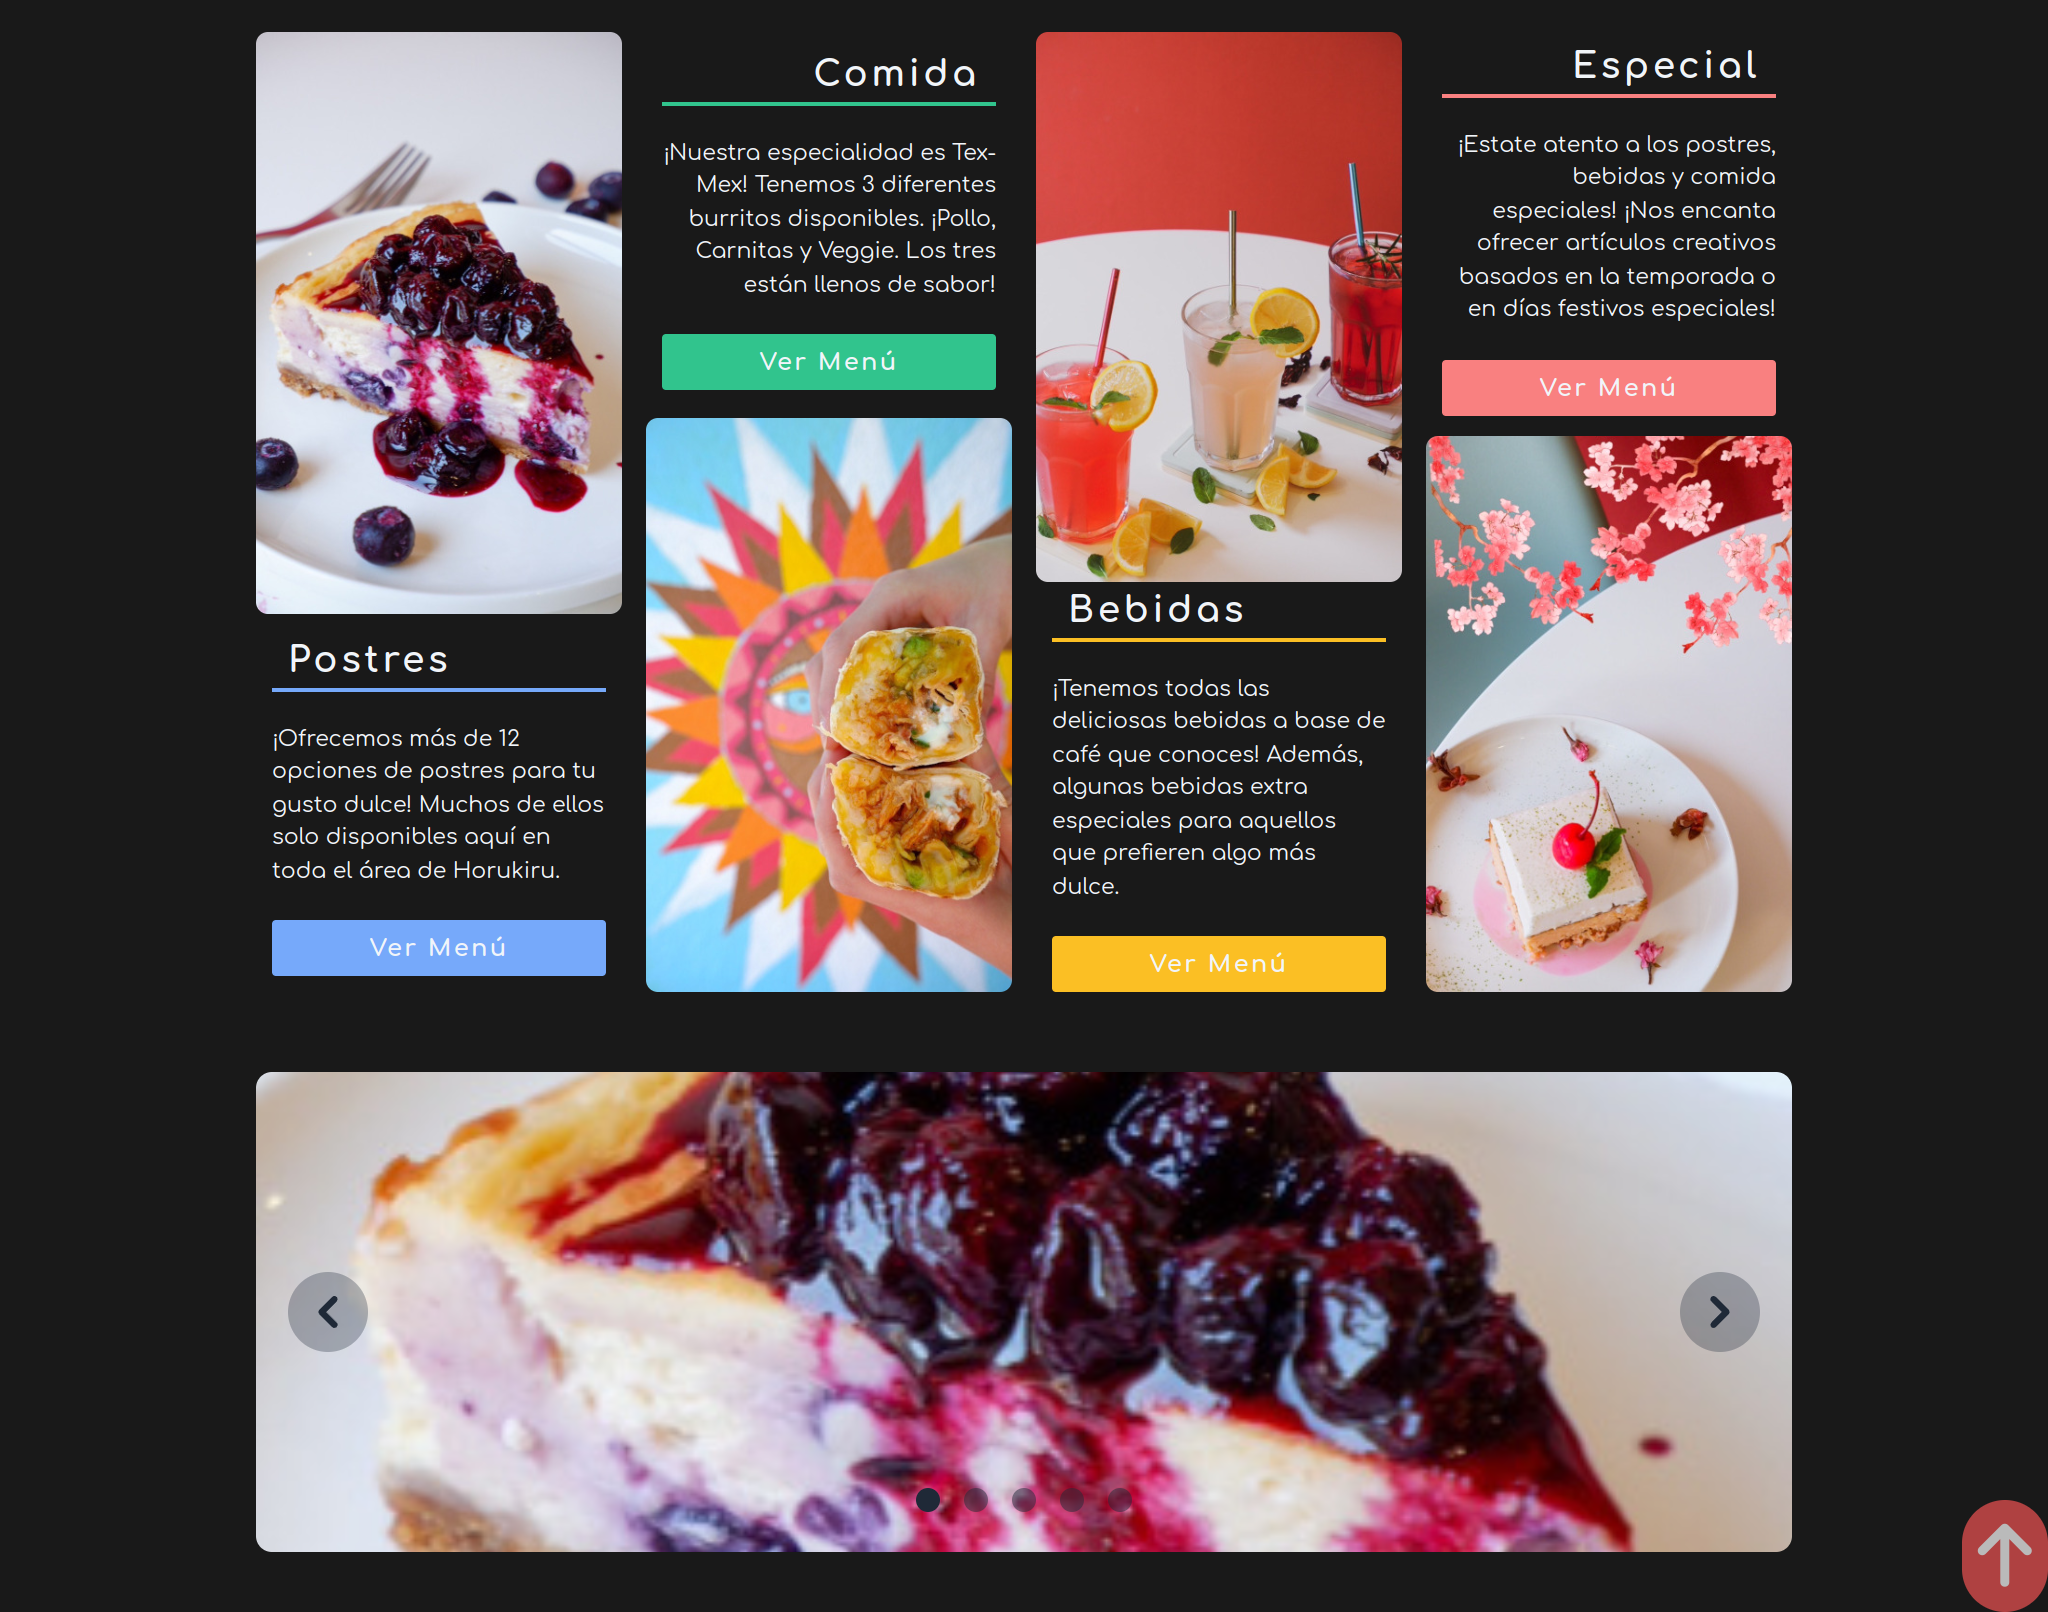 Postres
¡Ofrecemos más de 12
opciones de postres para tu
gusto dulce! Muchos de ellos
solo disponibles aquí en
toda el área de Horukiru.
Ver Menú
Comida
¡Nuestra especialidad es Tex-
Mex! Tenemos 3 diferentes
burritos disponibles. ¡Pollo,
Carnitas y Veggie. Los tres
están llenos de sabor!
Ver Menú
Bebidas
¡Tenemos todas las
deliciosas bebidas a base de
café que conoces! Además,
algunas bebidas extra
especiales para aquellos
que prefieren algo más
dulce.
Ver Menú
Especial
¡Estate atento a los postres,
bebidas y comida
especiales! ¡Nos encanta
ofrecer artículos creativos
basados en la temporada o
en días festivos especiales!
Ver Menú